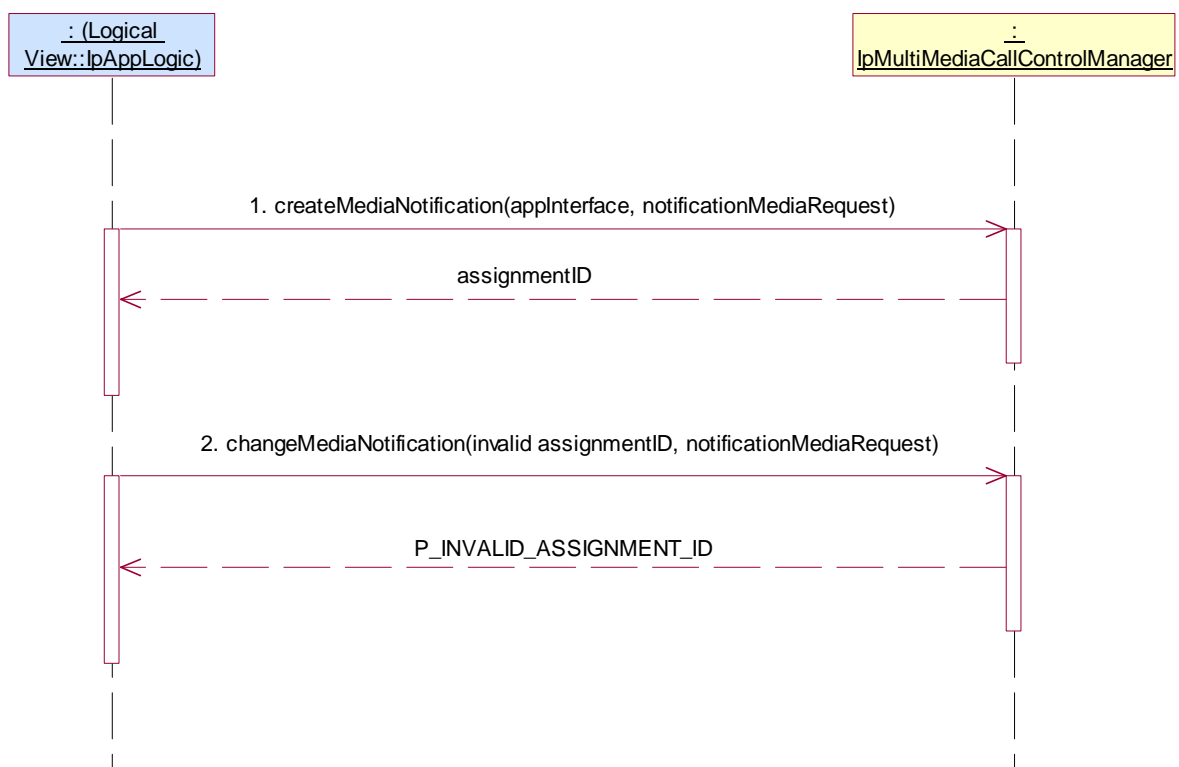 : (Logical
View::IpAppLogic)
:
IpMultiMediaCallControlManager
1. createMediaNotification(appInterface, notificationMediaRequest)
assignmentID
2. changeMediaNotification(invalid assignmentID, notificationMediaRequest)
P_INVALID_ASSIGNMENT_ID